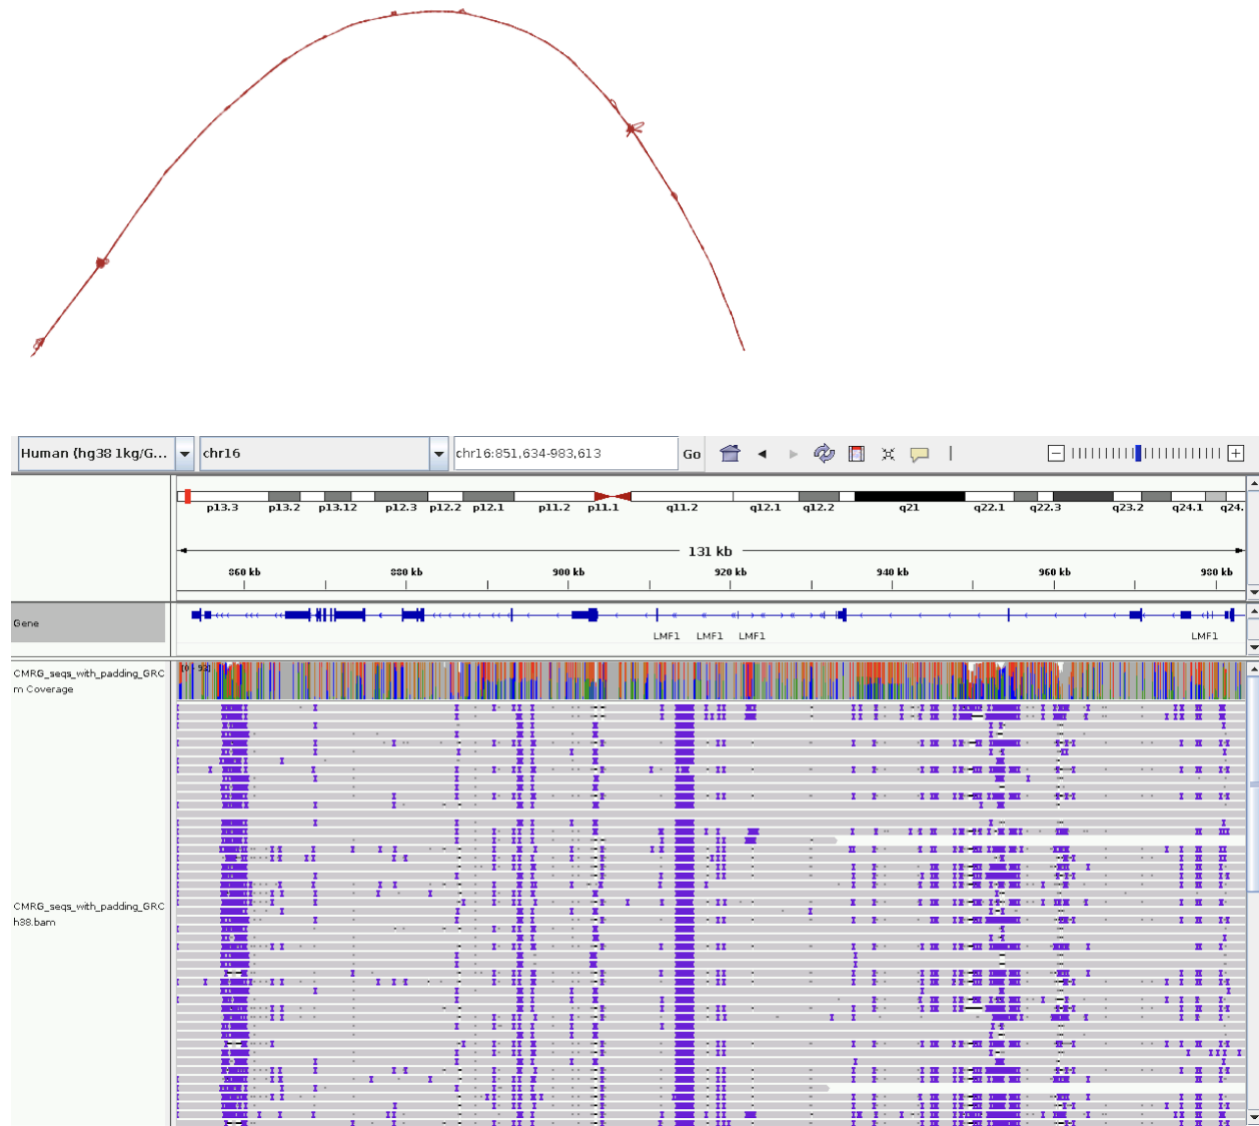 Human (hg38 1kg/G... chr16 chr16:851,634-983,613 Go
p13.3 p13.2 p13.12 p12.3 p12.2 p12.1 p11.2 p11.1 q11.2 q12.1 q12.2 q21 q22.1 q22.3 q23.2 q24.1 q24.
131 kb
860 kb 880 kb 900 kb 920 kb 940 kb 960 kb 980 kb
Gene
LMF1 LMF1 LMF1 LMF1
CMRG_seqs_with_padding_GRC
m Coverage
CMRG_seqs_with_padding_GRC
h38.bam